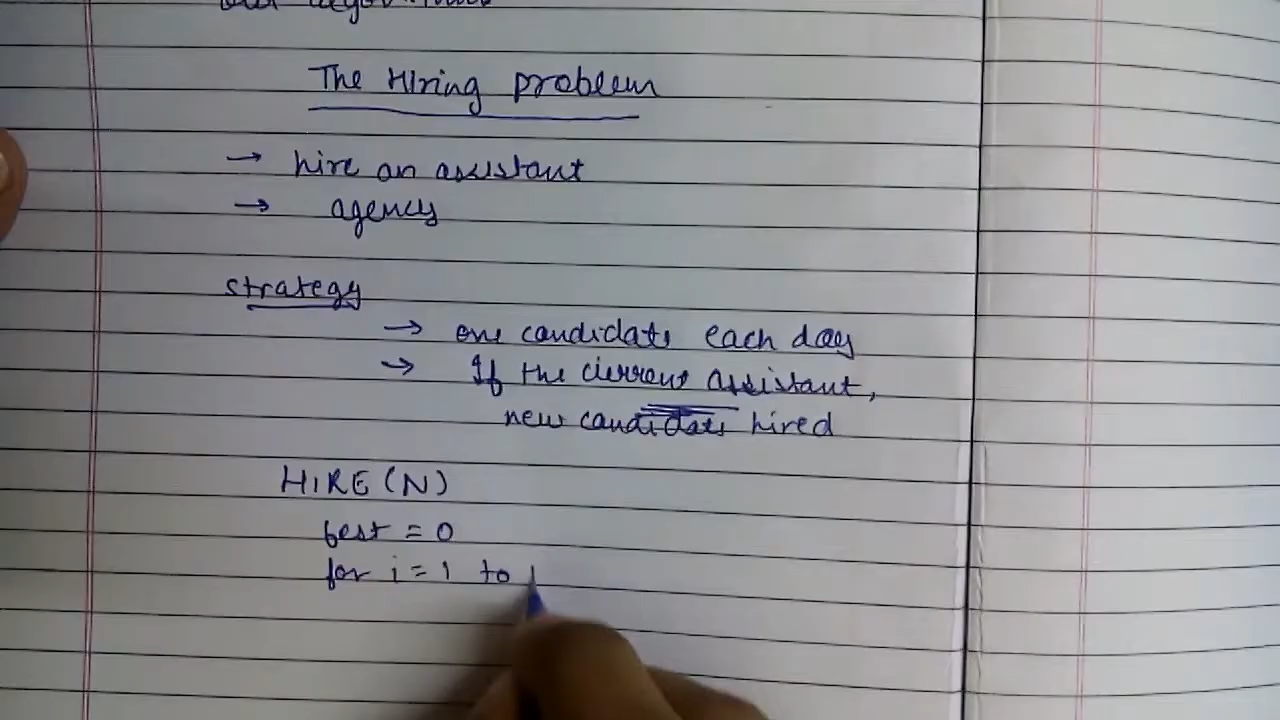 The Hiring problem
→ hire an assistant
→ agency
strategy
→ one candidate each day
→ If the current assistant,
new candidate hired
HIRE (N)
best = 0
for i = 1 to